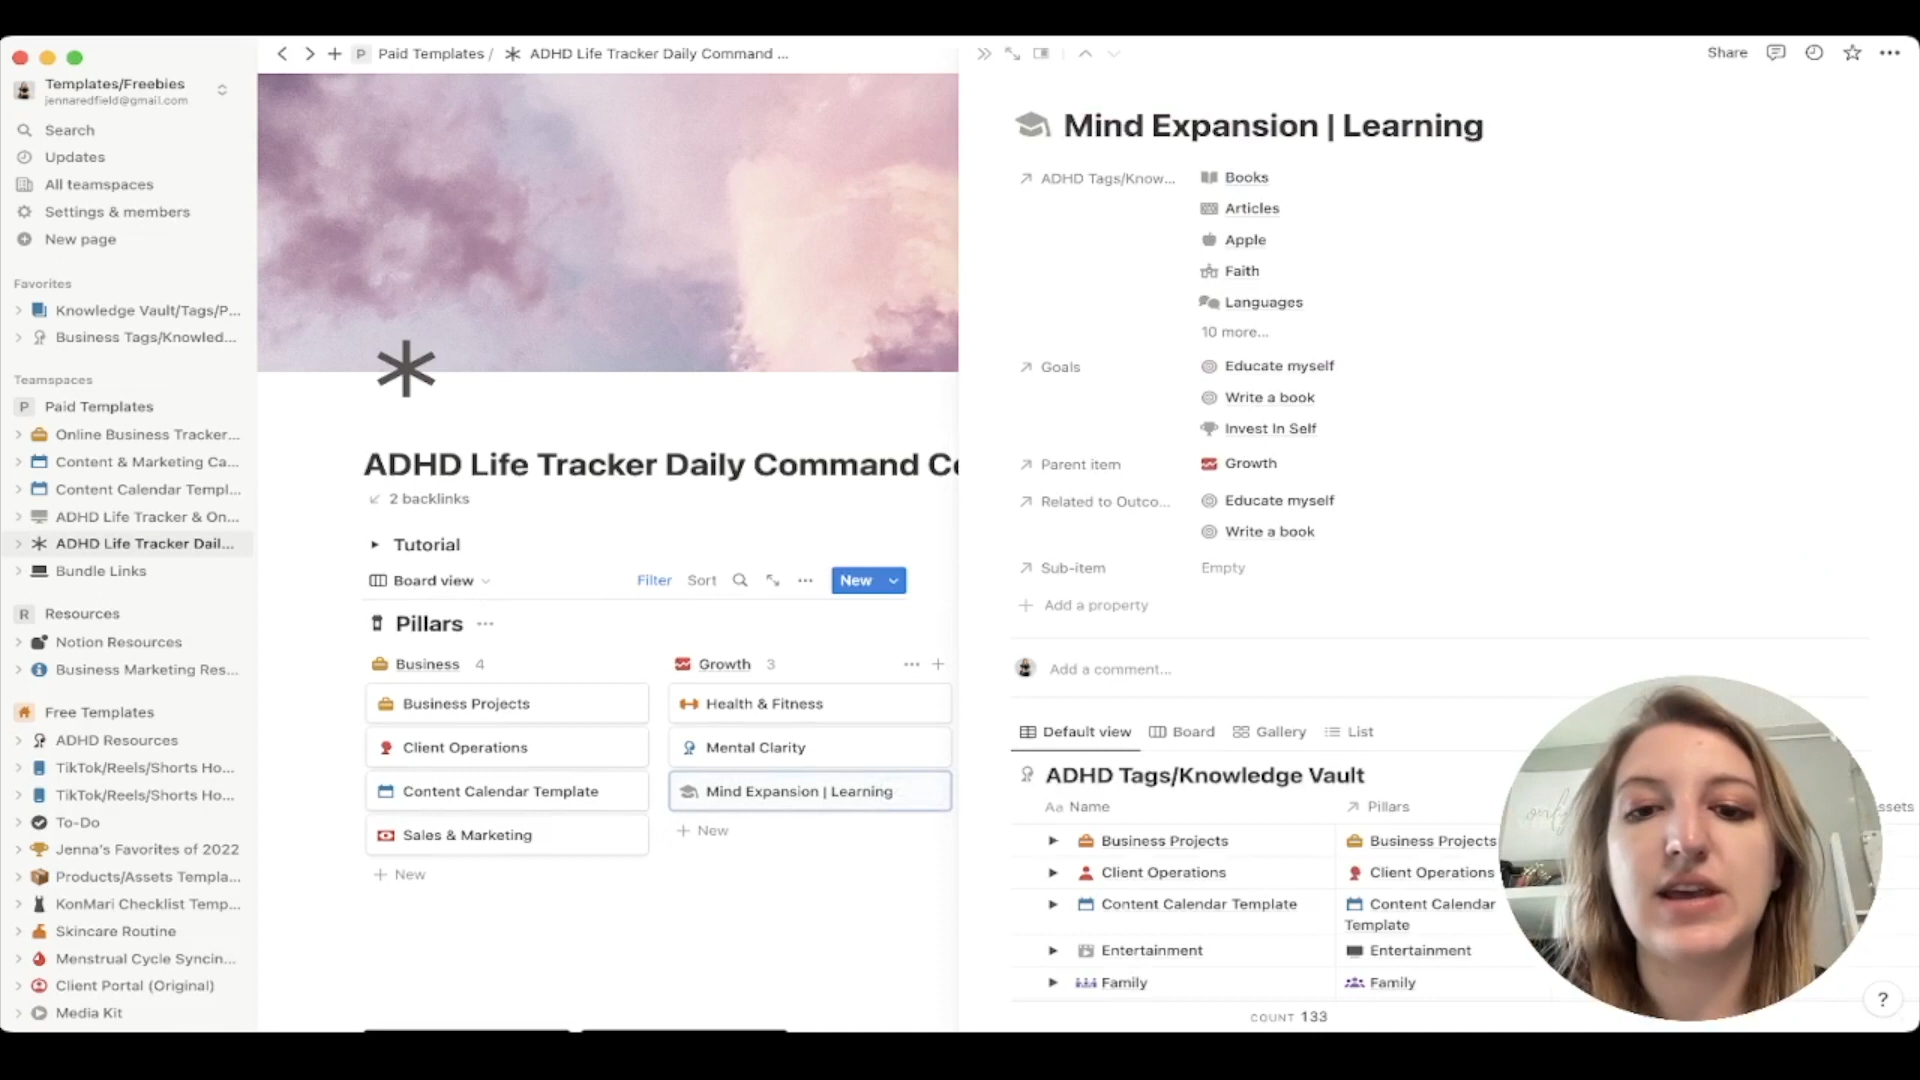 Templates/Freebies
jennaredfield@gmail.com
Search
Updates
All teamspaces
Settings & members
New page
Favorites
Knowledge Vault/Tags/P...
Business Tags/Knowled...
Teamspaces
P Paid Templates
Online Business Tracker...
Content & Marketing Ca...
Content Calendar Templ...
ADHD Life Tracker & On...
ADHD Life Tracker Dail...
Bundle Links
R Resources
Notion Resources
Business Marketing Res...
Free Templates
ADHD Resources
TikTok/Reels/Shorts Ho...
TikTok/Reels/Shorts Ho...
To-Do
Jenna's Favorites of 2022
Products/Assets Templa...
KonMari Checklist Temp...
Skincare Routine
Menstrual Cycle Syncin...
Client Portal (Original)
Media Kit
P Paid Templates / ADHD Life Tracker Daily Command ...
ADHD Life Tracker Daily Command Ce
2 backlinks
Tutorial
Board view Filter Sort New
Pillars
Business 4
Business Projects
Client Operations
Content Calendar Template
Sales & Marketing
New
Growth 3
Health & Fitness
Mental Clarity
Mind Expansion | Learning
New
Share
Mind Expansion | Learning
ADHD Tags/Know... Books
Articles
Apple
Faith
Languages
10 more...
Goals Educate myself
Write a book
Invest In Self
Parent item Growth
Related to Outco... Educate myself
Write a book
Sub-item Empty
Add a property
Add a comment...
Default view Board Gallery List
ADHD Tags/Knowledge Vault
Aa Name Pillars ssets
Business Projects Business Projects
Client Operations Client Operations
Content Calendar Template Content Calendar
Template
Entertainment Entertainment
Family Family
COUNT 133
only
?